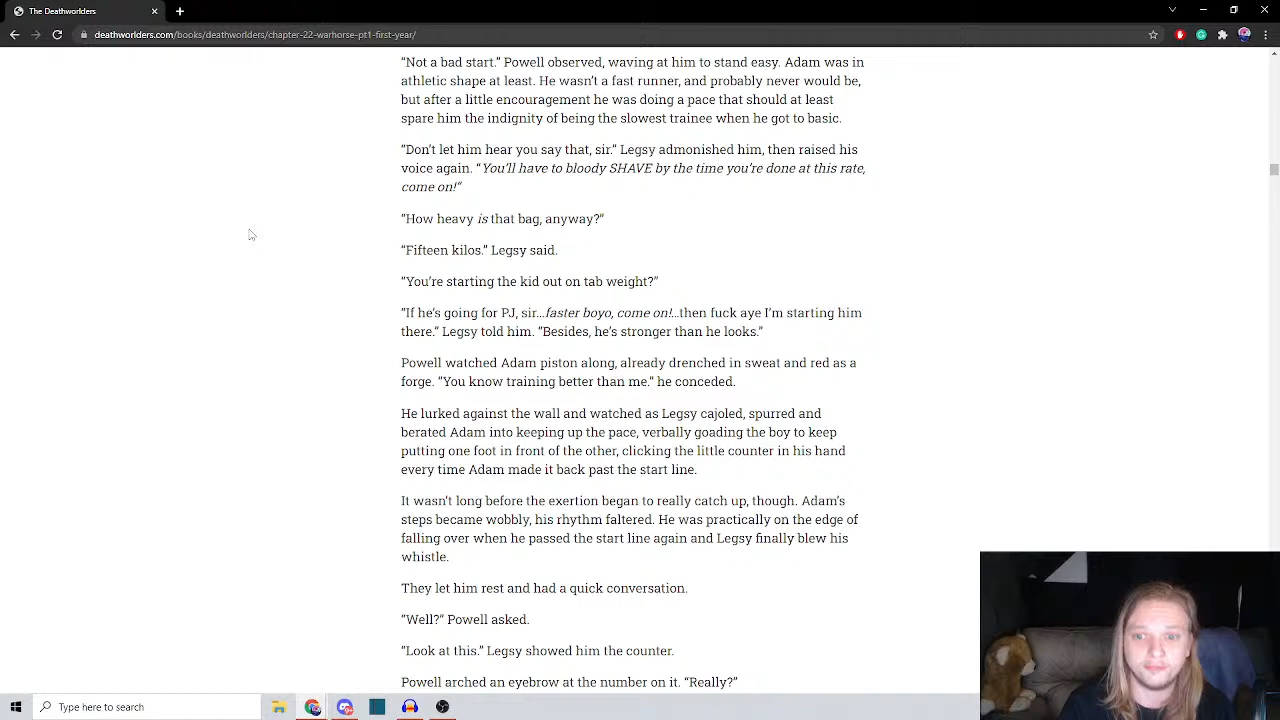 The Deathworlders
deathworlders.com/books/deathworlders/chapter-22-warhorse-pt1-first-year/
“Not a bad start.” Powell observed, waving at him to stand easy. Adam was in
athletic shape at least. He wasn’t a fast runner, and probably never would be,
but after a little encouragement he was doing a pace that should at least
spare him the indignity of being the slowest trainee when he got to basic.
“Don’t let him hear you say that, sir.” Legsy admonished him, then raised his
voice again. “You’ll have to bloody SHAVE by the time you’re done at this rate,
come on!“
“How heavy is that bag, anyway?”
“Fifteen kilos.” Legsy said.
“You’re starting the kid out on tab weight?”
“If he’s going for PJ, sir…faster boyo, come on!…then fuck aye I’m starting him
there.” Legsy told him. “Besides, he’s stronger than he looks.”
Powell watched Adam piston along, already drenched in sweat and red as a
forge. “You know training better than me.” he conceded.
He lurked against the wall and watched as Legsy cajoled, spurred and
berated Adam into keeping up the pace, verbally goading the boy to keep
putting one foot in front of the other, clicking the little counter in his hand
every time Adam made it back past the start line.
It wasn’t long before the exertion began to really catch up, though. Adam’s
steps became wobbly, his rhythm faltered. He was practically on the edge of
falling over when he passed the start line again and Legsy finally blew his
whistle.
They let him rest and had a quick conversation.
“Well?” Powell asked.
“Look at this.” Legsy showed him the counter.
Powell arched an eyebrow at the number on it. “Really?”
Type here to search